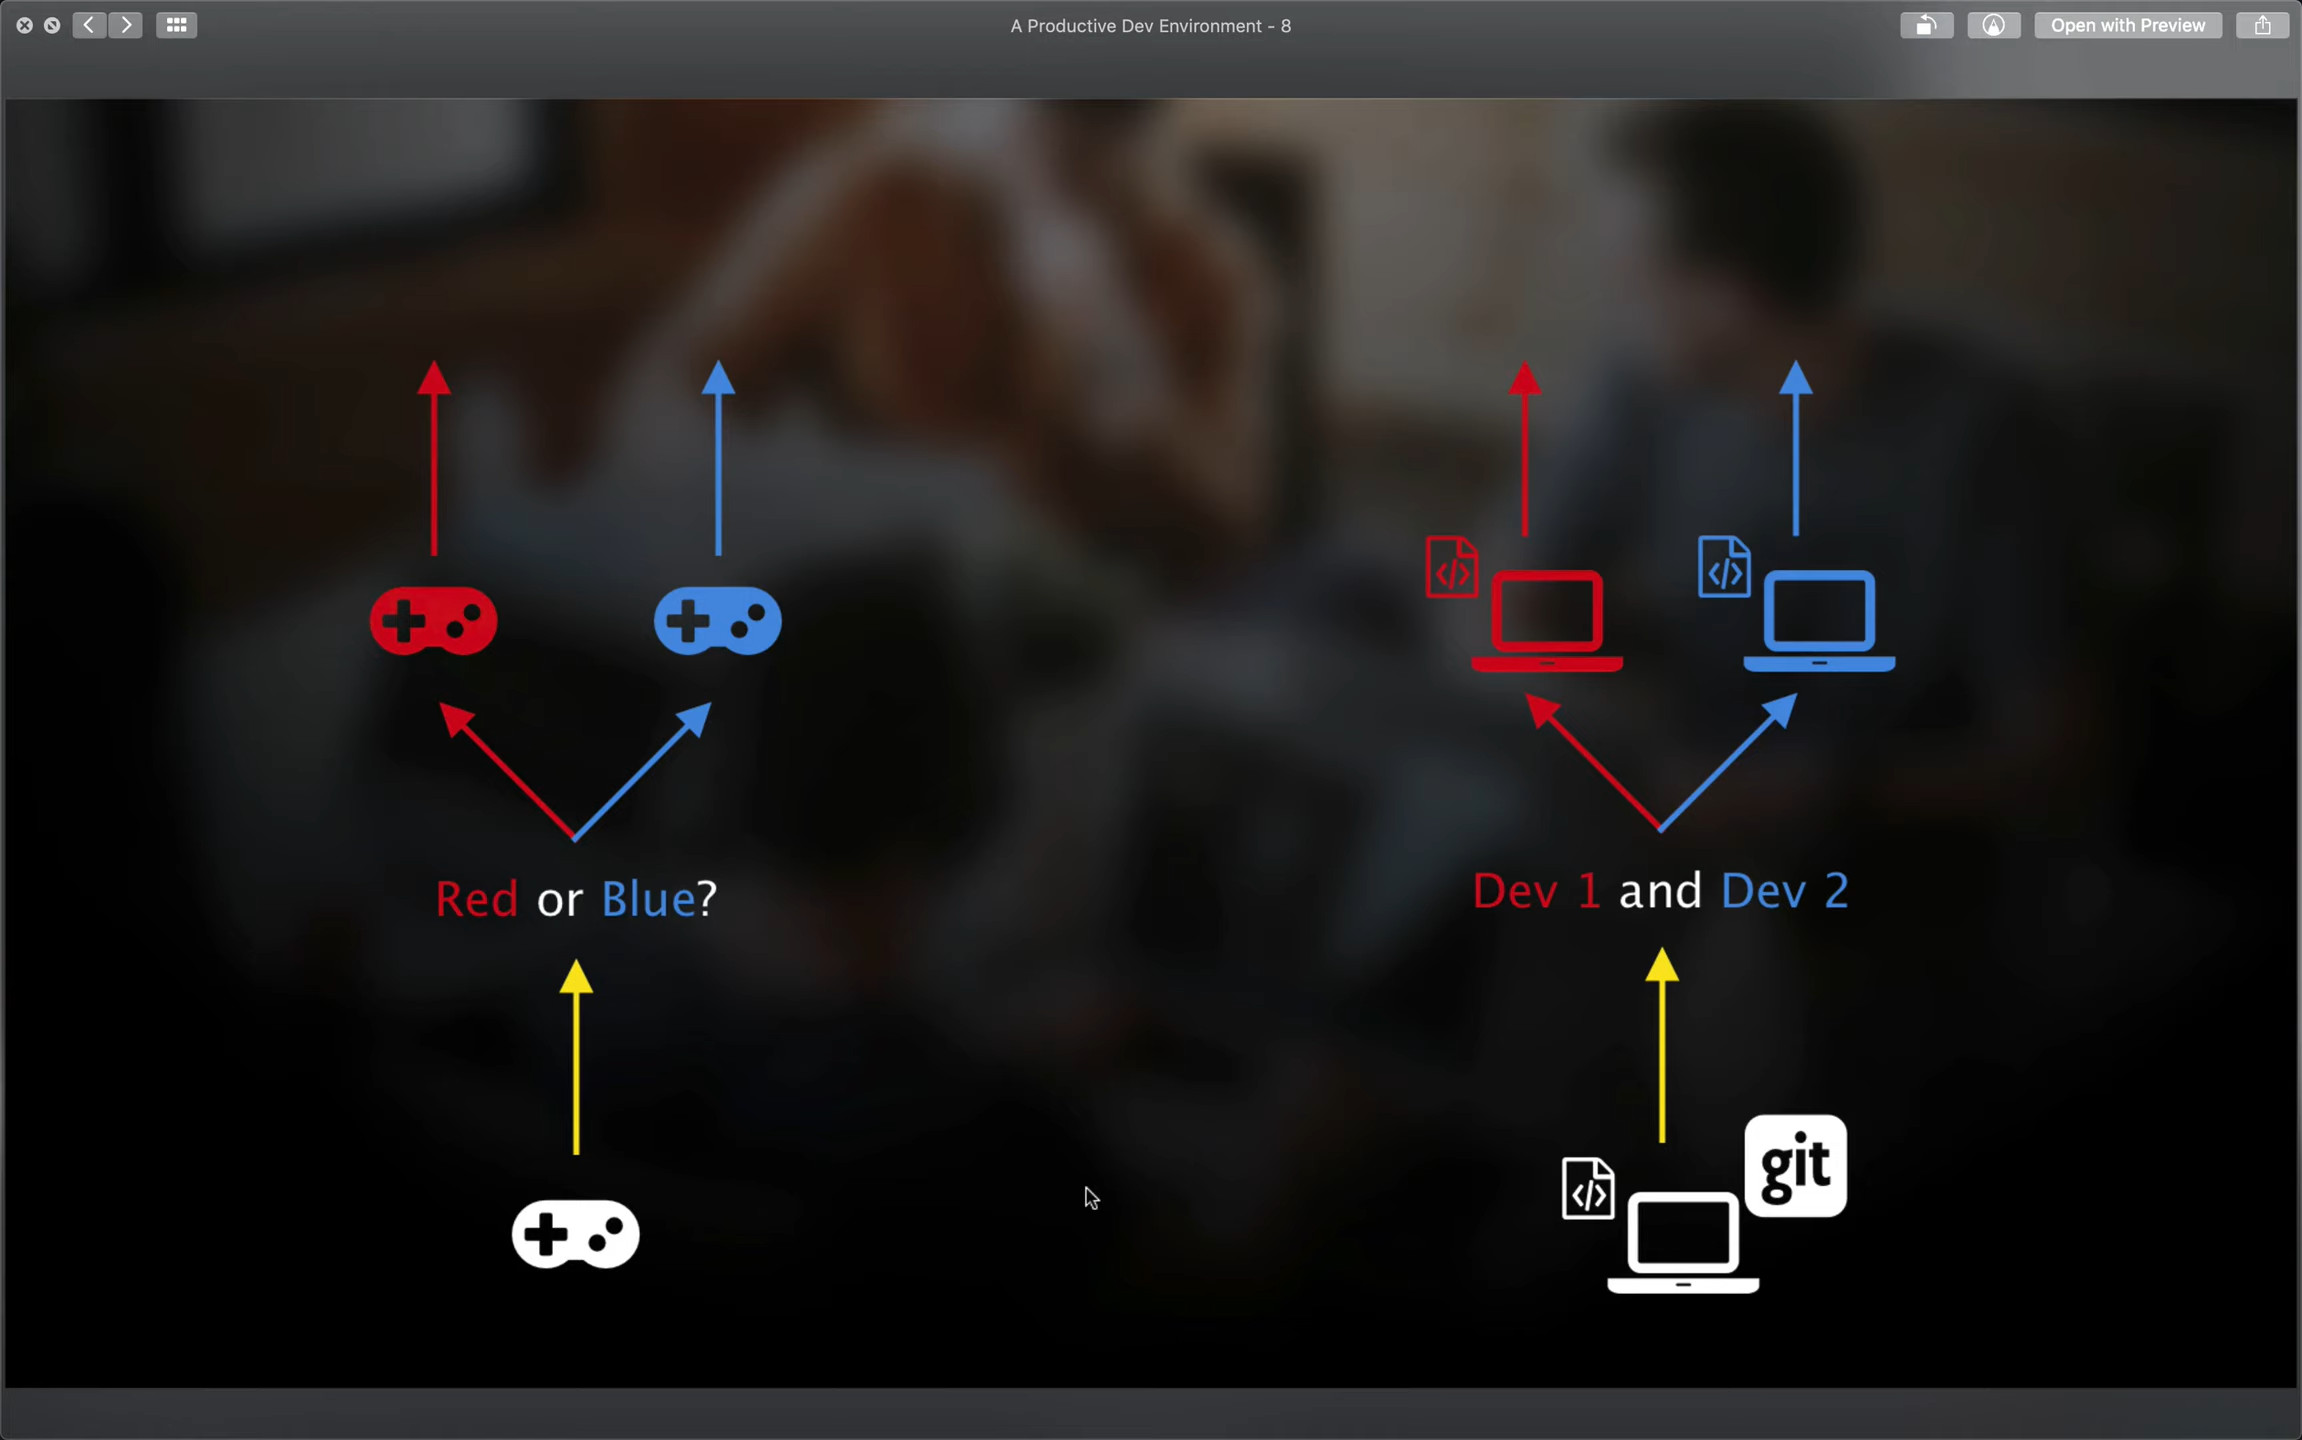 A Productive Dev Environment - 8
Open with Preview
</>
</>
Red or Blue?
Dev 1 and Dev 2
git
</>